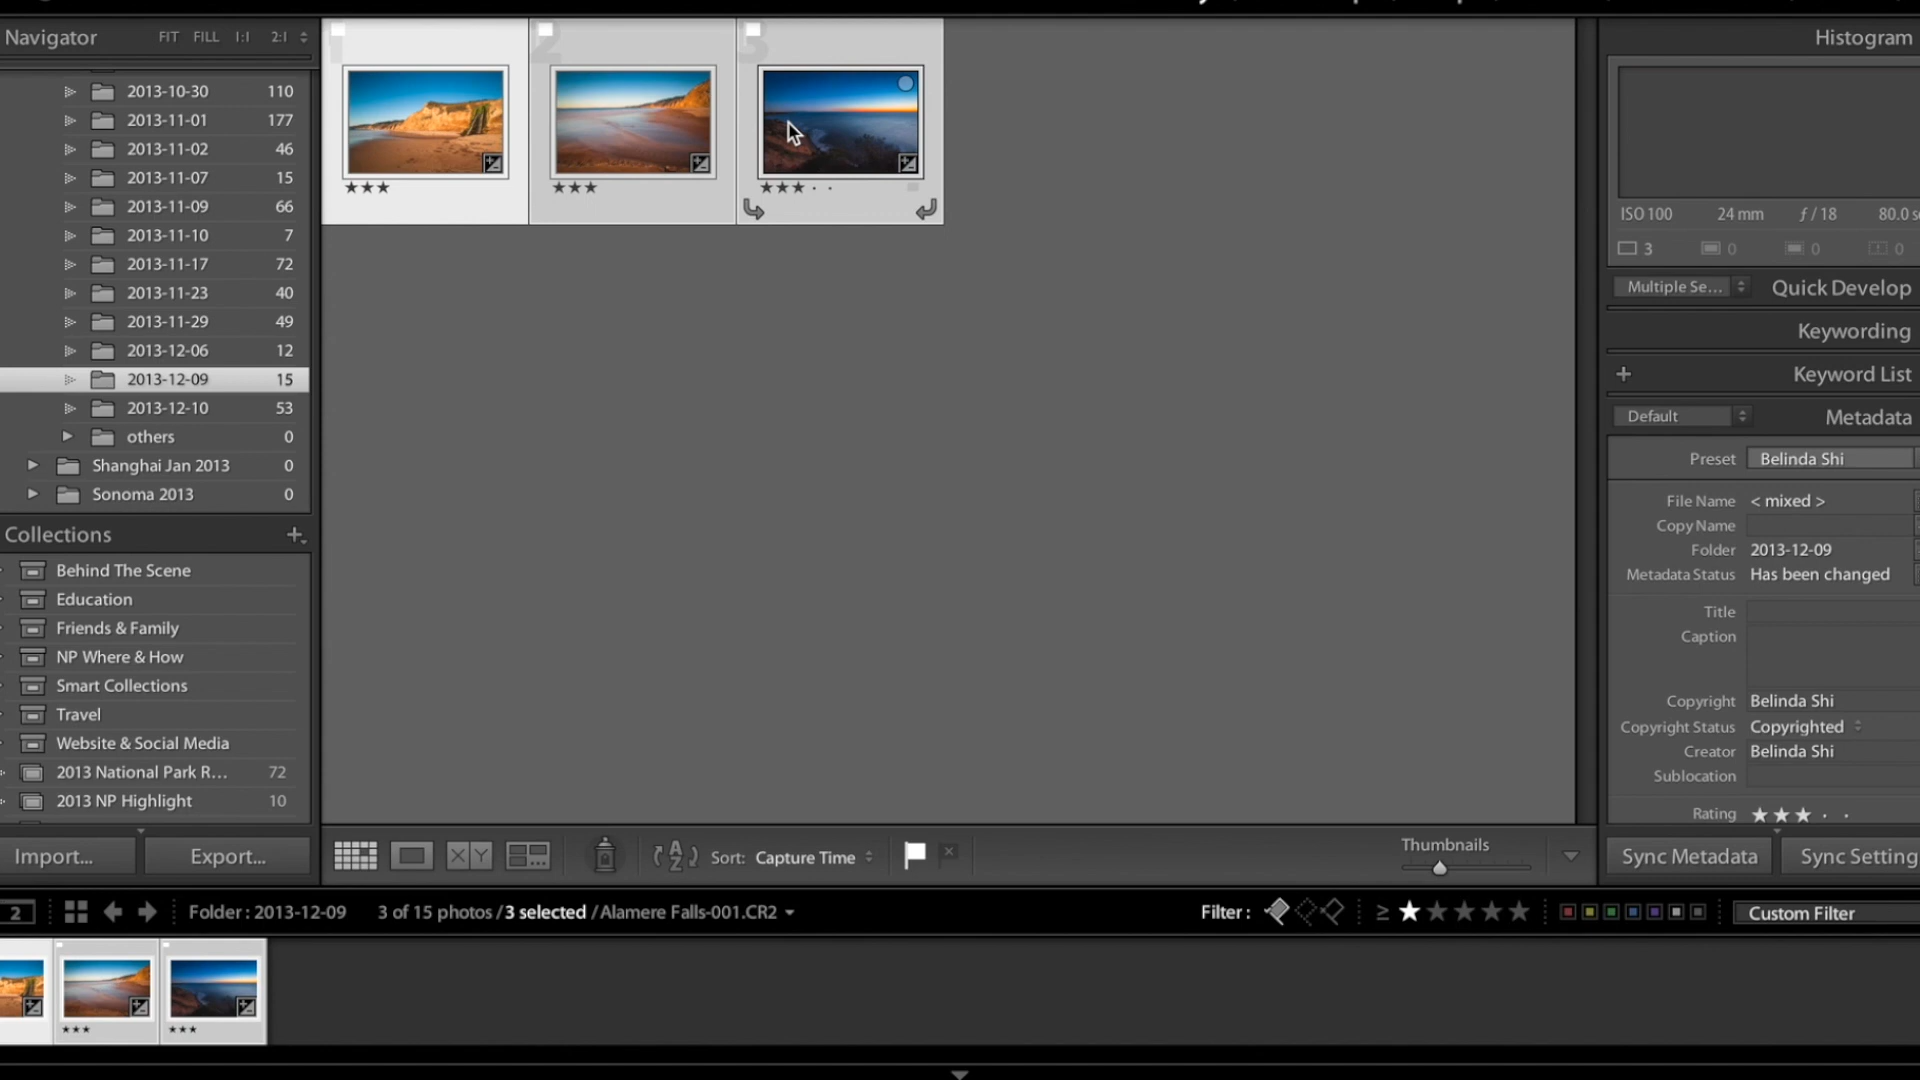 Navigator FIT FILL 1:1 2:1
2013-10-30 110
2013-11-01 177
2013-11-02 46
2013-11-07 15
2013-11-09 66
2013-11-10 7
2013-11-17 72
2013-11-23 40
2013-11-29 49
2013-12-06 12
2013-12-09 15
2013-12-10 53
others 0
Shanghai Jan 2013 0
Sonoma 2013 0
Collections
Behind The Scene
Education
Friends & Family
NP Where & How
Smart Collections
Travel
Website & Social Media
2013 National Park R... 72
2013 NP Highlight 10
Import... Export...
1 2 3
Sort: Capture Time
Thumbnails
Histogram
ISO 100 24 mm ƒ / 18 80.0 s
3 0 0 0
Multiple Se... Quick Develop
Keywording
Keyword List
Default Metadata
Preset Belinda Shi
File Name < mixed >
Copy Name
Folder 2013-12-09
Metadata Status Has been changed
Title
Caption
Copyright Belinda Shi
Copyright Status Copyrighted
Creator Belinda Shi
Sublocation
Rating
Sync Metadata Sync Setting
2 Folder : 2013-12-09 3 of 15 photos / 3 selected / Alamere Falls-001.CR2
Filter : ≥ Custom Filter